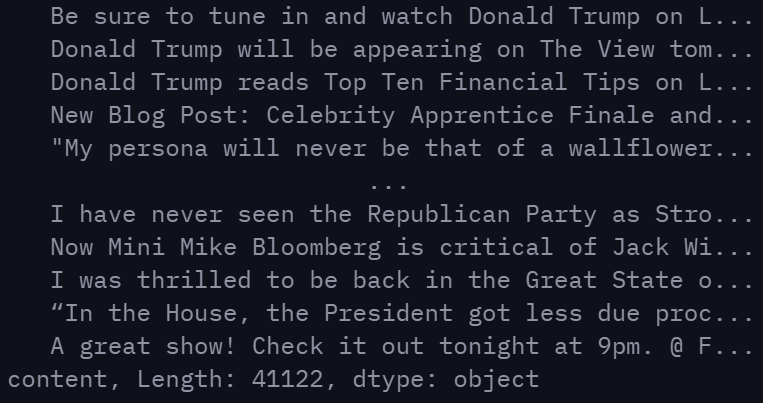 Be sure to tune in and watch Donald Trump on L...
Donald Trump will be appearing on The View tom...
Donald Trump reads Top Ten Financial Tips on L...
New Blog Post: Celebrity Apprentice Finale and...
"My persona will never be that of a wallflower...
...
I have never seen the Republican Party as Stro...
Now Mini Mike Bloomberg is critical of Jack Wi...
I was thrilled to be back in the Great State o...
“In the House, the President got less due proc...
A great show! Check it out tonight at 9pm. @ F...
content, Length: 41122, dtype: object